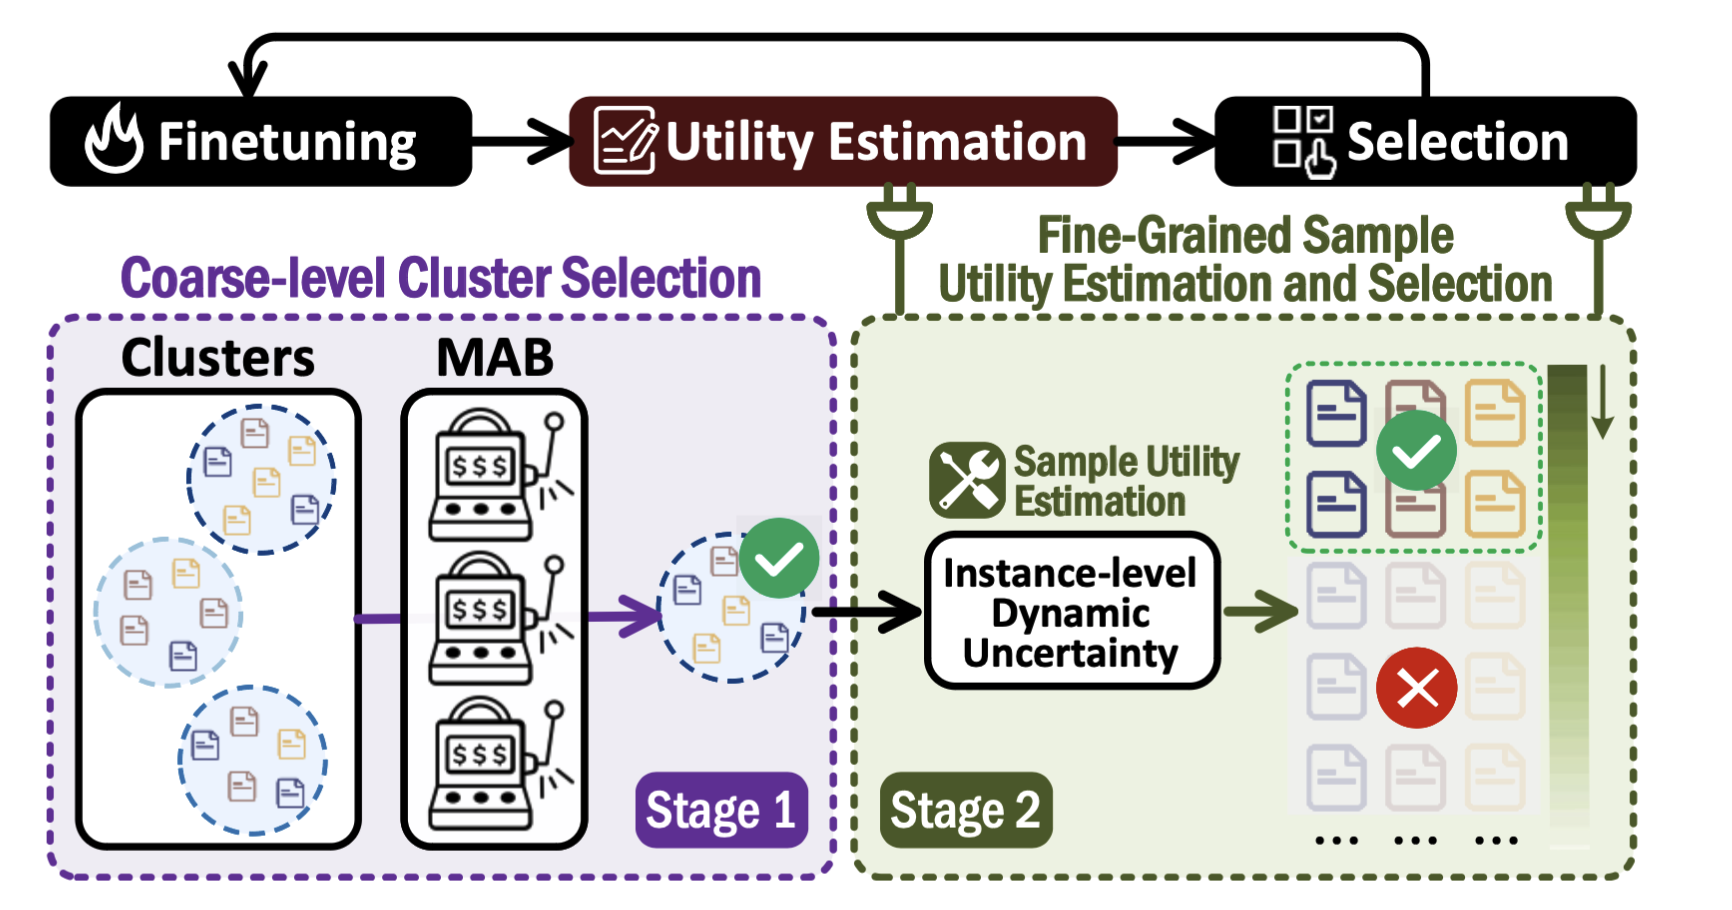 Finetuning
Utility Estimation
Selection
Coarse-level Cluster Selection
Fine-Grained Sample
Utility Estimation and Selection
Clusters
MAB
$$$
$$$
$$$
Stage 1
Sample Utility
Estimation
Instance-level
Dynamic
Uncertainty
Stage 2
... ... ...